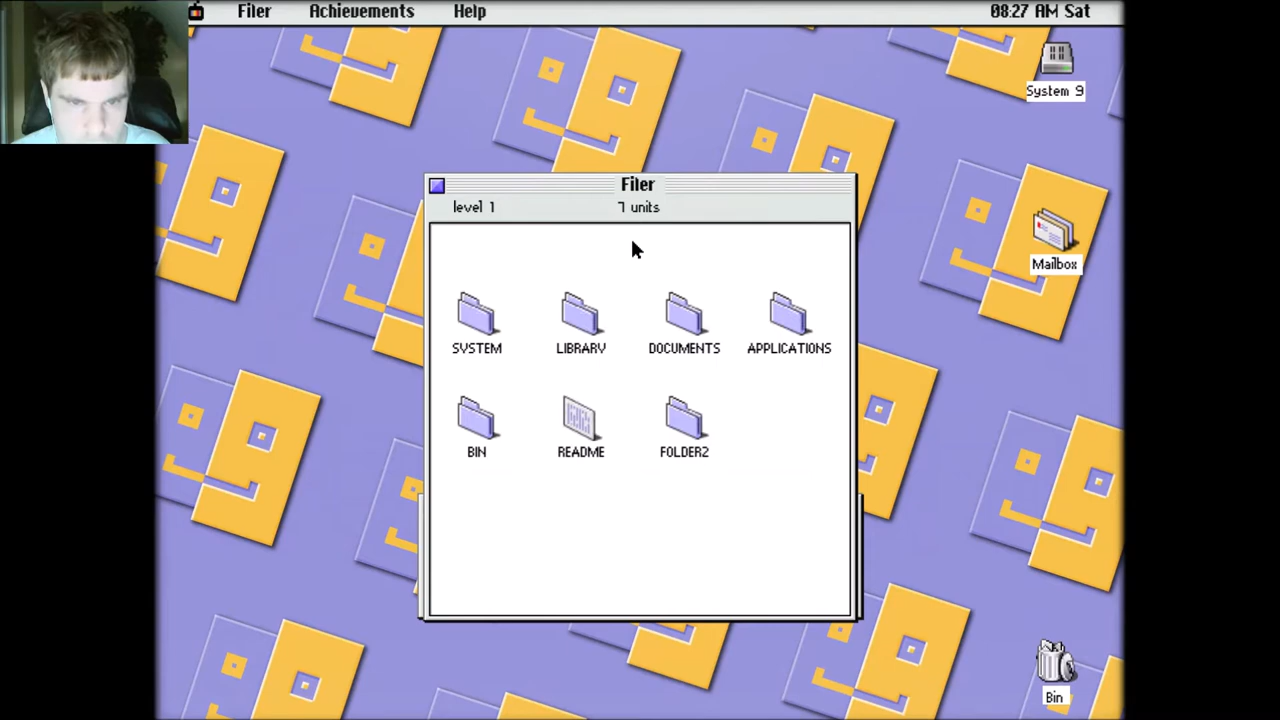 Filer Achievements Help 08:27 AM Sat
System 9
Filer
level 1 7 units
Mailbox
SYSTEM LIBRARY DOCUMENTS APPLICATIONS
BIN README FOLDER2
Bin